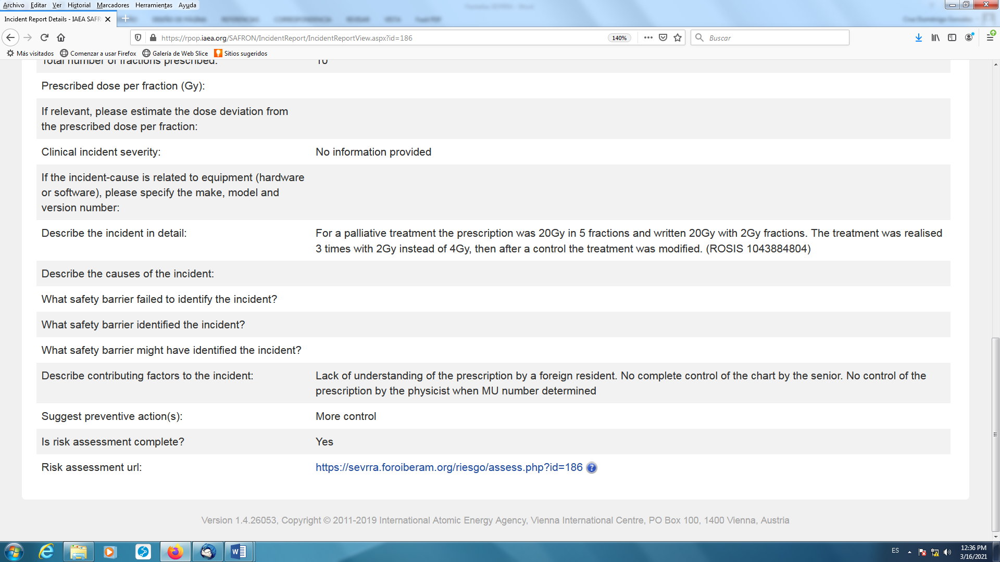 Archivo Editar Ver Historial Marcadores Herramientas Ayuda
Incident Report Details - IAEA SAFR
https://rpop.iaea.org/SAFRON/IncidentReport/IncidentReportView.aspx?id=186
140%
Buscar
Más visitados Comenzar a usar Firefox Galería de Web Slice Sitios sugeridos
Total number of fractions prescribed: 10
Prescribed dose per fraction (Gy):
If relevant, please estimate the dose deviation from
the prescribed dose per fraction:
Clinical incident severity: No information provided
If the incident-cause is related to equipment (hardware
or software), please specify the make, model and
version number:
Describe the incident in detail: For a palliative treatment the prescription was 20Gy in 5 fractions and written 20Gy with 2Gy fractions. The treatment was realised
3 times with 2Gy instead of 4Gy, then after a control the treatment was modified. (ROSIS 1043884804)
Describe the causes of the incident:
What safety barrier failed to identify the incident?
What safety barrier identified the incident?
What safety barrier might have identified the incident?
Describe contributing factors to the incident: Lack of understanding of the prescription by a foreign resident. No complete control of the chart by the senior. No control of the
prescription by the physicist when MU number determined
Suggest preventive action(s): More control
Is risk assessment complete? Yes
Risk assessment url: https://sevrra.foroiberam.org/riesgo/assess.php?id=186
Version 1.4.26053, Copyright © 2011-2019 International Atomic Energy Agency, Vienna International Centre, PO Box 100, 1400 Vienna, Austria
ES
12:36 PM
3/16/2021